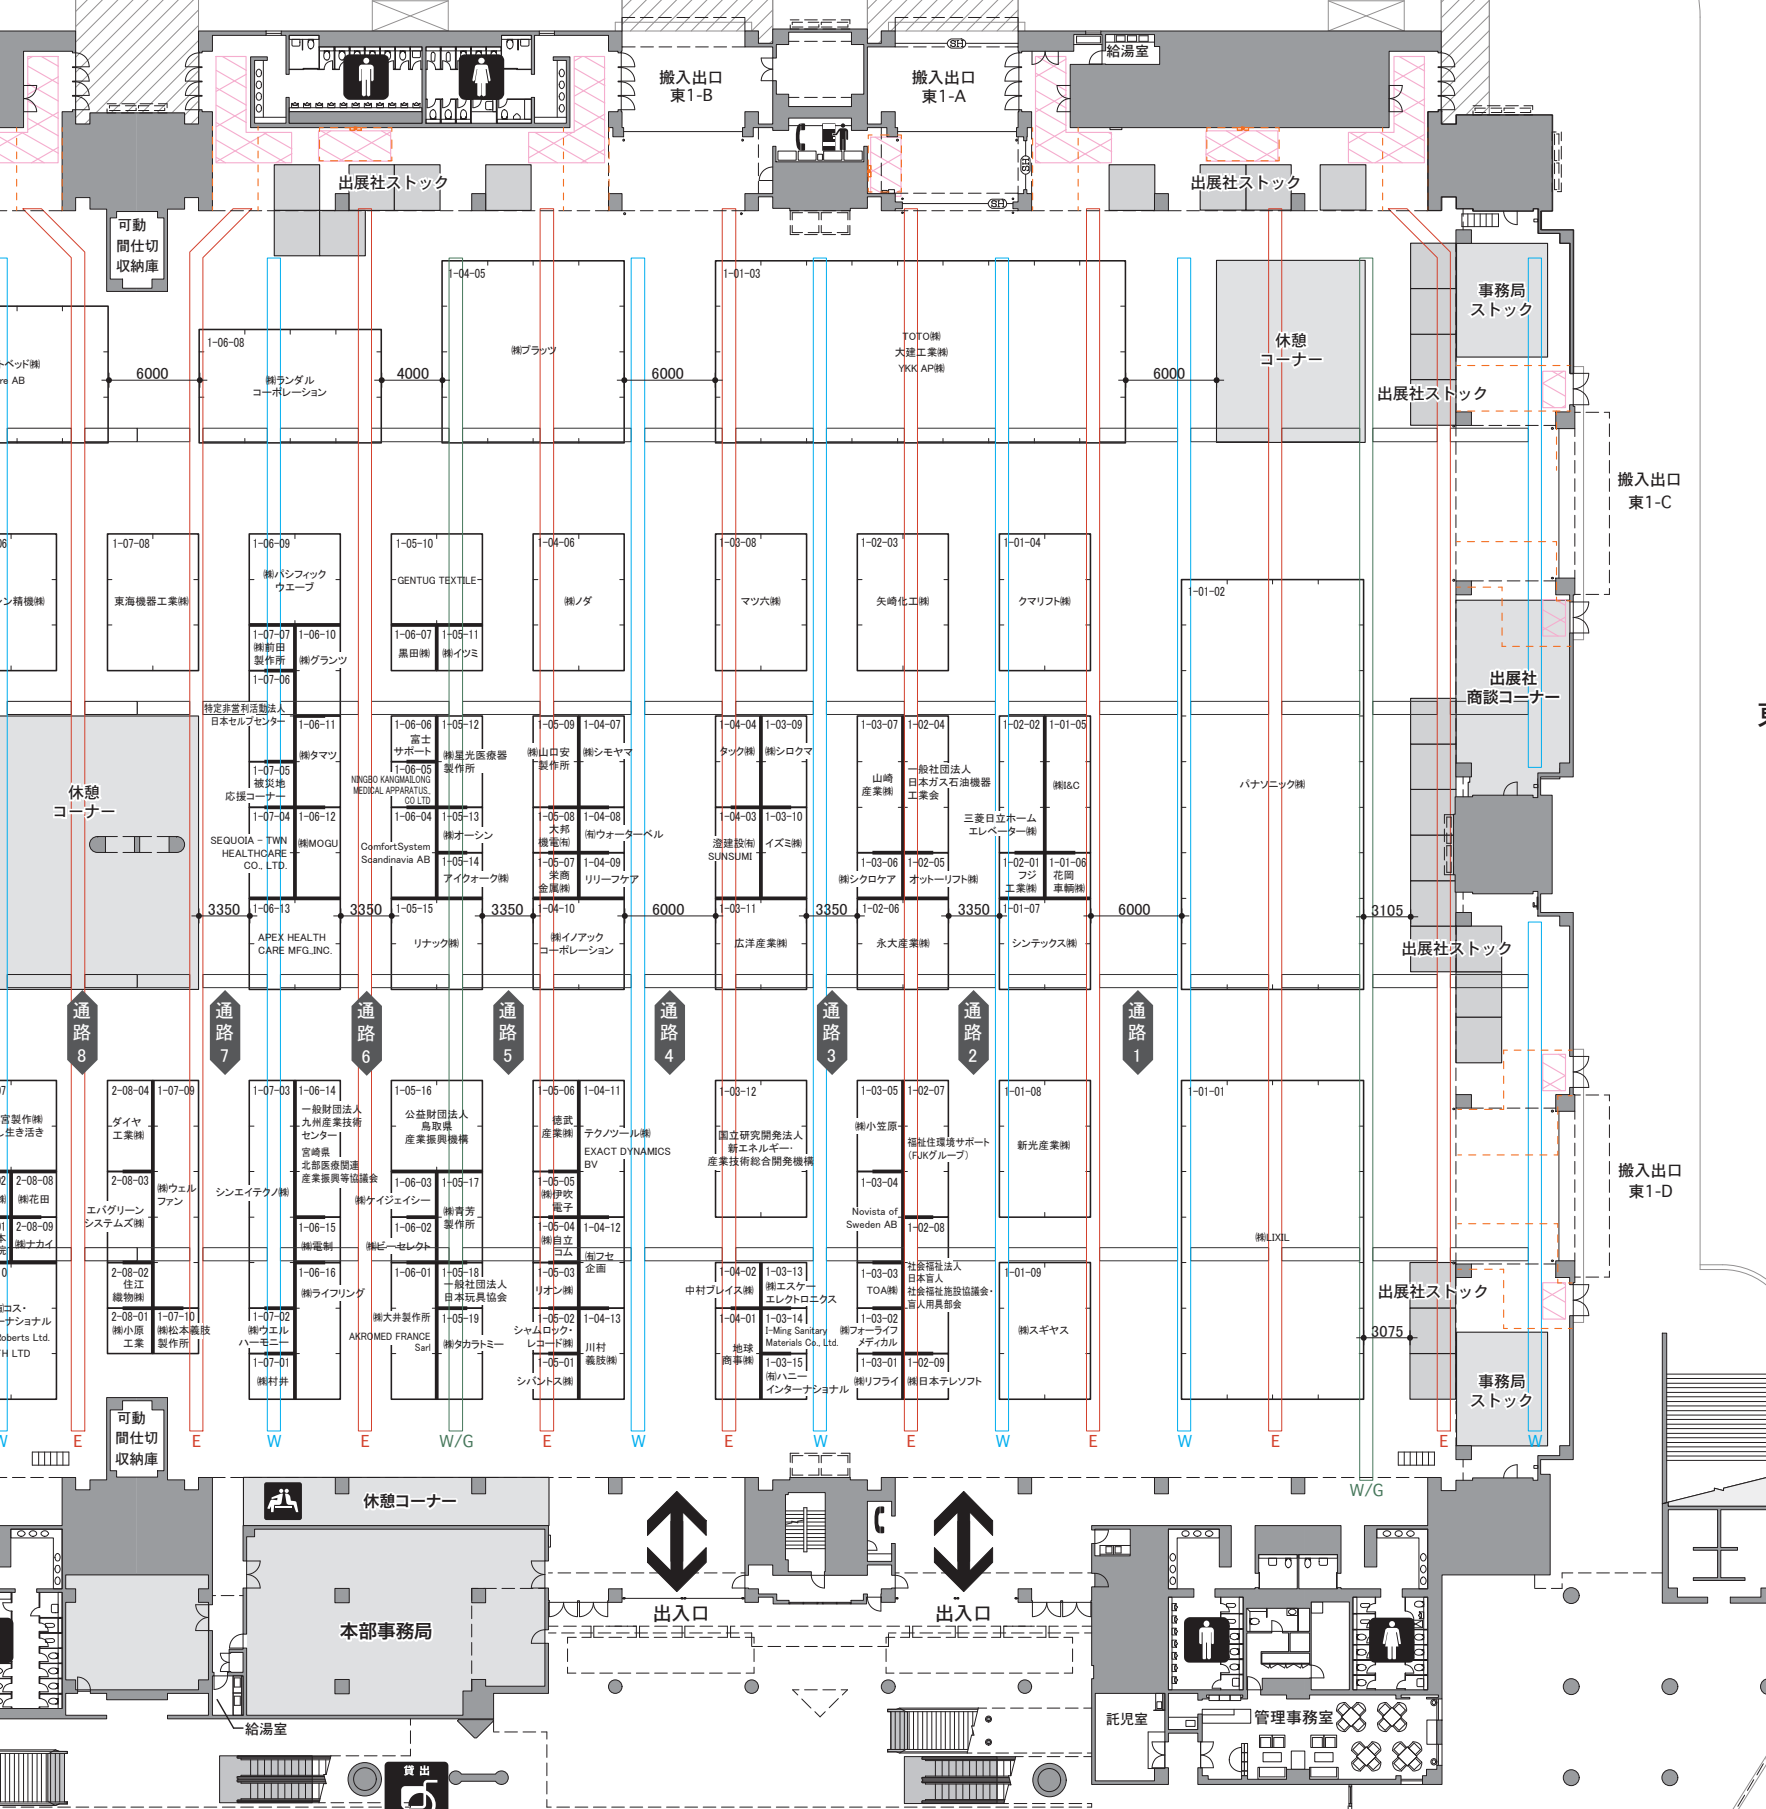 給湯室
搬入出口
東1-B
搬入出口
東1-A
SH
SH
SH
出展社ストック
出展社ストック
可動
間仕切
収納庫
事務局
ストック
1-04-05
㈱プラッツ
1-01-03
TOTO㈱
大建工業㈱
YKK AP㈱
休憩
コーナー
1-06-08
㈱ランダル
コーポレーション
6000
4000
6000
6000
出展社ストック
搬入出口
東1-C
1-07-08
東海機器工業㈱
1-06-09
㈱パシフィック
ウエーブ
1-05-10
GENTUG TEXTILE
1-04-06
㈱ノダ
1-03-08
マツ六㈱
1-02-03
矢崎化工㈱
1-01-04
クマリフト㈱
1-01-02
パナソニック㈱
1-07-07
㈱前田
製作所
1-06-10
㈱グランツ
1-06-07
黒田㈱
1-05-11
㈱イツミ
1-07-06
特定非営利活動法人
日本セルプセンター
1-06-11
㈱タマツ
1-07-05
被災地
応援コーナー
1-07-04
SEQUOIA - TWN
HEALTHCARE
CO., LTD.
1-06-12
㈱MOGU
1-06-06
富士
サポート
1-05-12
㈱星光医療器
製作所
1-06-05
NINGBO KANGMAILONG
MEDICAL APPARATUS.,
CO LTD
1-06-04
ComfortSystem
Scandinavia AB
1-05-13
㈱オーシン
1-05-14
アイクォーク㈱
1-05-09
㈱山口安
製作所
1-04-07
㈱シモヤマ
1-05-08
大邦
機電㈲
1-04-08
㈲ウォーターベル
1-05-07
栄商
金属㈱
1-04-09
リリーフケア
1-04-04
タック㈱
1-03-09
㈱シロクマ
1-04-03
澄建設㈲
SUNSUMI
1-03-10
イズミ㈱
1-03-07
山崎
産業㈱
1-02-04
一般社団法人
日本ガス石油機器
工業会
1-03-06
㈱シクロケア
1-02-05
オットーリフト㈱
1-02-02
三菱日立ホーム
エレベーター㈱
1-01-05
㈱I&C
1-02-01
フジ
工業㈱
1-01-06
花岡
車輌㈱
出展社
商談コーナー
休憩
コーナー
3350
1-06-13
APEX HEALTH
CARE MFG.,INC.
3350
1-05-15
リナック㈱
3350
1-04-10
㈱イノアック
コーポレーション
6000
1-03-11
広洋産業㈱
3350
1-02-06
永大産業㈱
3350
1-01-07
シンテックス㈱
6000
3105
出展社ストック
通路8
通路7
通路6
通路5
通路4
通路3
通路2
通路1
2-08-04
ダイヤ
工業㈱
1-07-09
㈱ウェル
ファン
2-08-03
エバグリーン
システムズ㈱
2-08-08
㈱花田
2-08-09
㈱ナカイ
2-08-02
住江
織物㈱
2-08-01
㈱小原
工業
1-07-10
㈱松本義肢
製作所
1-07-03
シンエイテクノ㈱
1-06-14
一般財団法人
九州産業技術
センター
宮崎県
北部医療関連
産業振興等協議会
1-06-15
㈱電制
1-06-16
㈱ライフリング
1-07-02
㈱ウエル
ハーモニー
1-07-01
㈱村井
1-05-16
公益財団法人
鳥取県
産業振興機構
1-06-03
㈱ケイジェイシー
1-05-17
㈱青芳
製作所
1-06-02
㈱ビーセレクト
1-06-01
㈱大井製作所
AKROMED FRANCE
Sarl
1-05-18
一般社団法人
日本玩具協会
1-05-19
㈱タカラトミー
1-05-06
徳武
産業㈱
1-04-11
テクノツール㈱
EXACT DYNAMICS
BV
1-05-05
㈱伊吹
電子
1-05-04
㈱自立
コム
1-04-12
㈲フセ
企画
1-05-03
リオン㈱
1-05-02
シャムロック・
レコード㈱
1-04-13
川村
義肢㈱
1-05-01
シバントス㈱
1-03-12
国立研究開発法人
新エネルギー・
産業技術総合開発機構
1-04-02
中村ブレイス㈱
1-03-13
㈱エスケー
エレクトロニクス
1-04-01
地球
商事㈱
1-03-14
I-Ming Sanitary
Materials Co., Ltd.
1-03-15
㈲ハニー
インターナショナル
1-03-05
㈱小笠原
1-02-07
福祉住環境サポート
(FJKグループ)
1-03-04
Novista of
Sweden AB
1-02-08
社会福祉法人
日本盲人
社会福祉施設協議会・
盲人用具部会
1-03-03
TOA㈱
1-03-02
㈱フォーライフ
メディカル
1-03-01
㈱リフライ
1-02-09
㈱日本テレソフト
1-01-08
新光産業㈱
1-01-09
㈱スギヤス
1-01-01
㈱LIXIL
搬入出口
東1-D
出展社ストック
3075
事務局
ストック
可動
間仕切
収納庫
E
E
W
E
W/G
E
W
E
W
E
W
E
W
E
E
W
W/G
休憩コーナー
本部事務局
出入口
出入口
給湯室
貸出
託児室
管理事務室